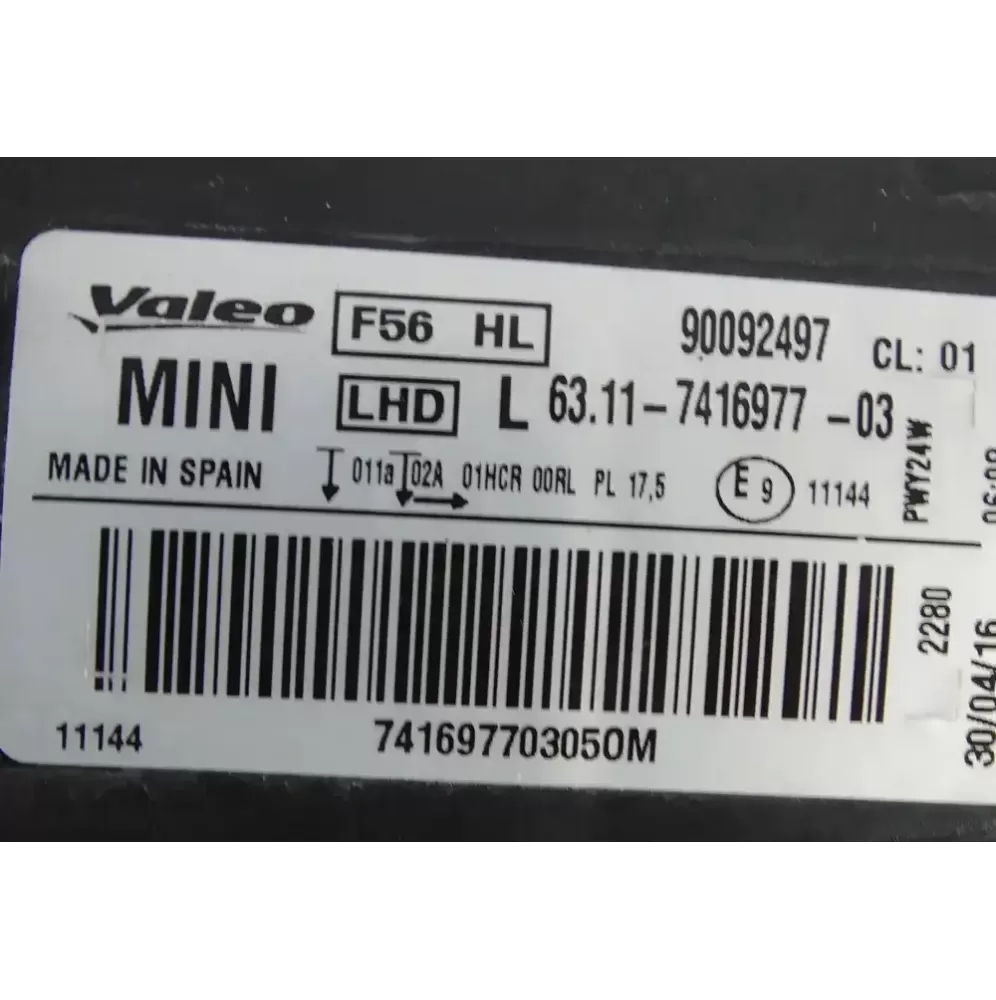 Valeo F56 HL 90092497 CL: 01
MINI LHD L 63.11-7416977-03
MADE IN SPAIN 011a 02A 01HCR 00RL PL 17,5 E9 11144
PWY24W
2280
30/04/16
11144 74169770305OM